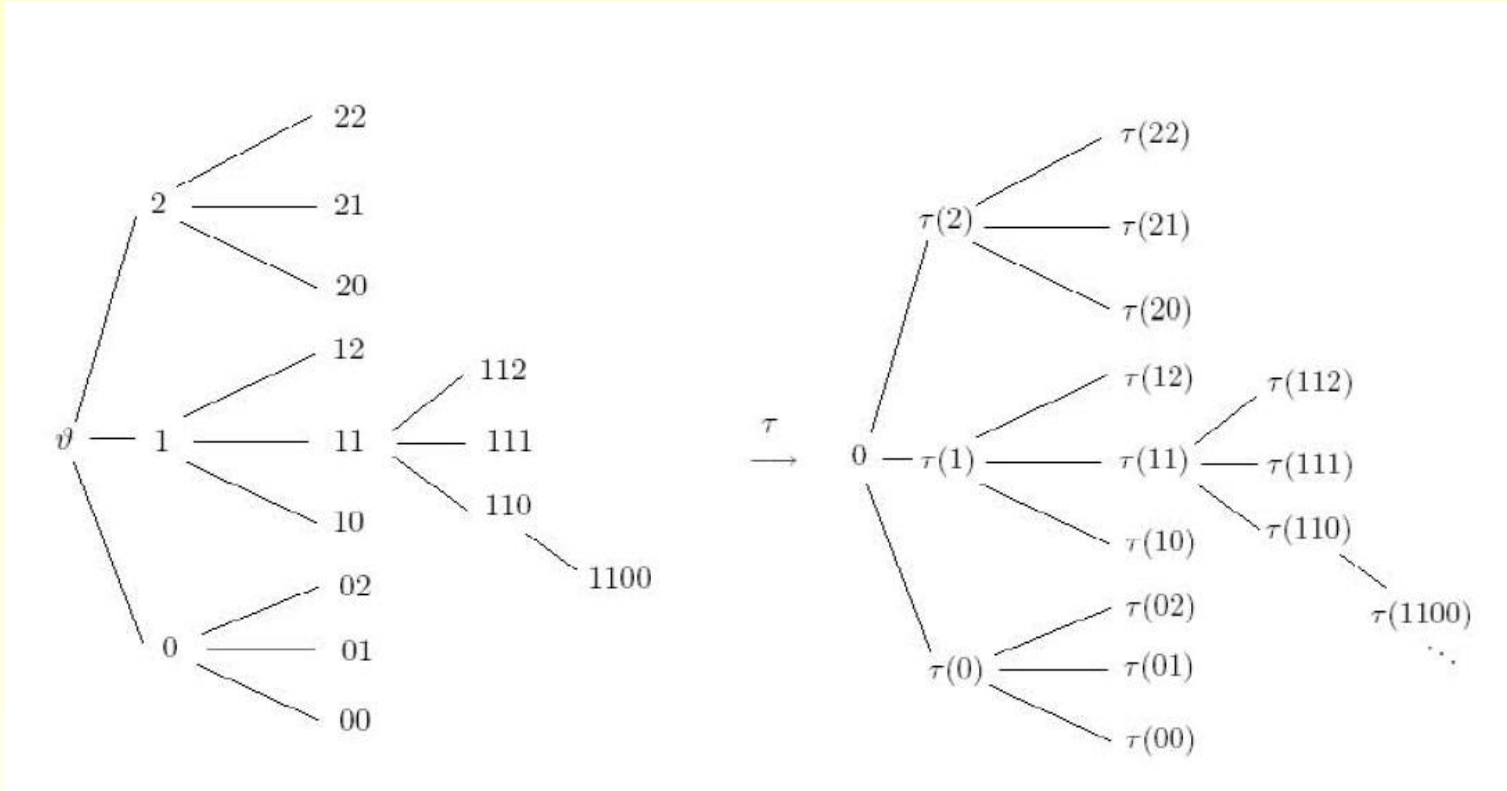 22
2
21
20
12
112
ϑ
1
11
111
110
10
1100
02
0
01
00
τ
⟶
τ(22)
τ(2)
τ(21)
τ(20)
τ(12)
τ(112)
0
τ(1)
τ(11)
τ(111)
τ(110)
τ(10)
τ(1100)
⋱
τ(02)
τ(0)
τ(01)
τ(00)